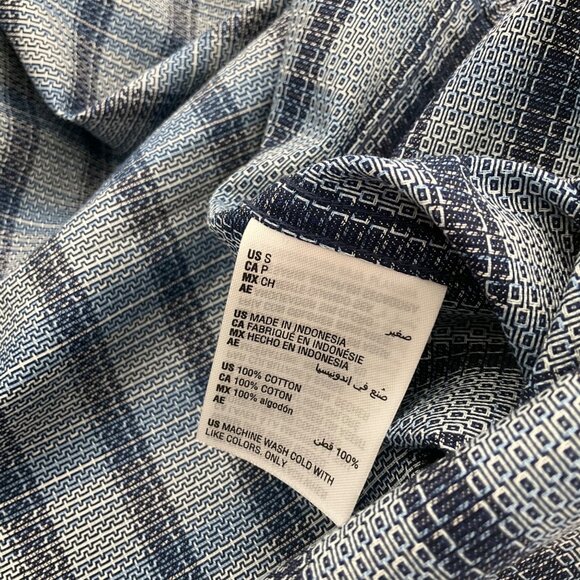 US S
CA P
MX CH
AE صغير
US MADE IN INDONESIA
CA FABRIQUÉ EN INDONÉSIE
MX HECHO EN INDONESIA
AE صُنع في إندونيسيا
US 100% COTTON
CA 100% COTON
MX 100% algodón
AE 100% قطن
US MACHINE WASH COLD WITH
LIKE COLORS. ONLY